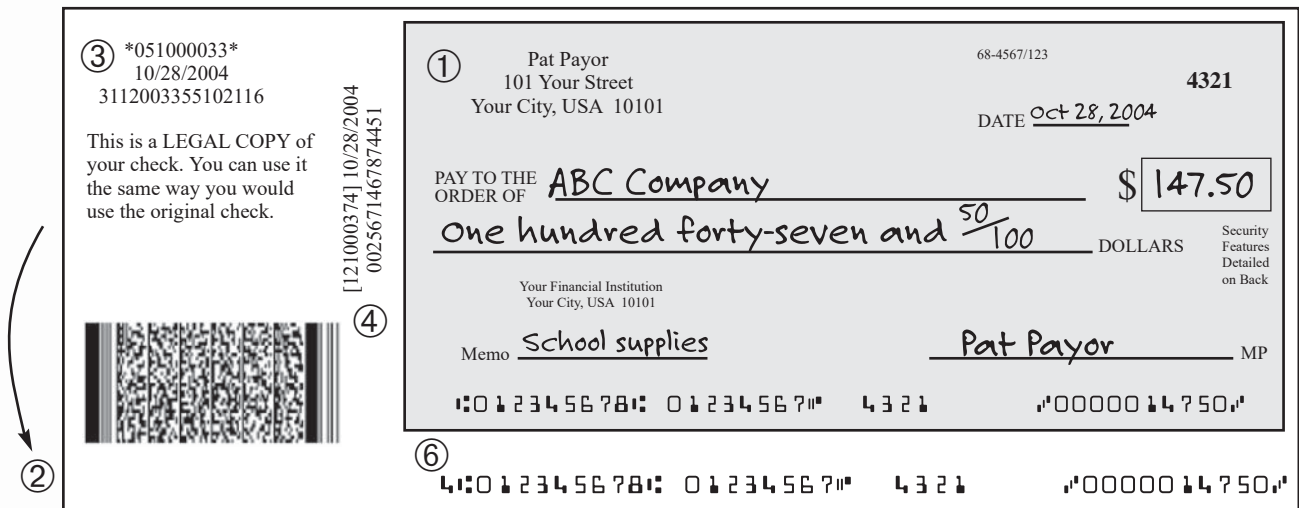 ③ *051000033*
10/28/2004
3112003355102116
This is a LEGAL COPY of
your check. You can use it
the same way you would
use the original check.
②
[121000374] 10/28/2004
0025671467874451
④
①
Pat Payor
101 Your Street
Your City, USA 10101
68-4567/123
4321
DATE Oct 28, 2004
PAY TO THE
ORDER OF ABC Company $ 147.50
One hundred forty-seven and 50/100 DOLLARS
Security
Features
Detailed
on Back
Your Financial Institution
Your City, USA 10101
Memo School supplies Pat Payor MP
⑆012345678⑆ 01234567⑈ 4321 ⑇0000014750⑇
⑥
4⑆012345678⑆ 01234567⑈ 4321 ⑇0000014750⑇